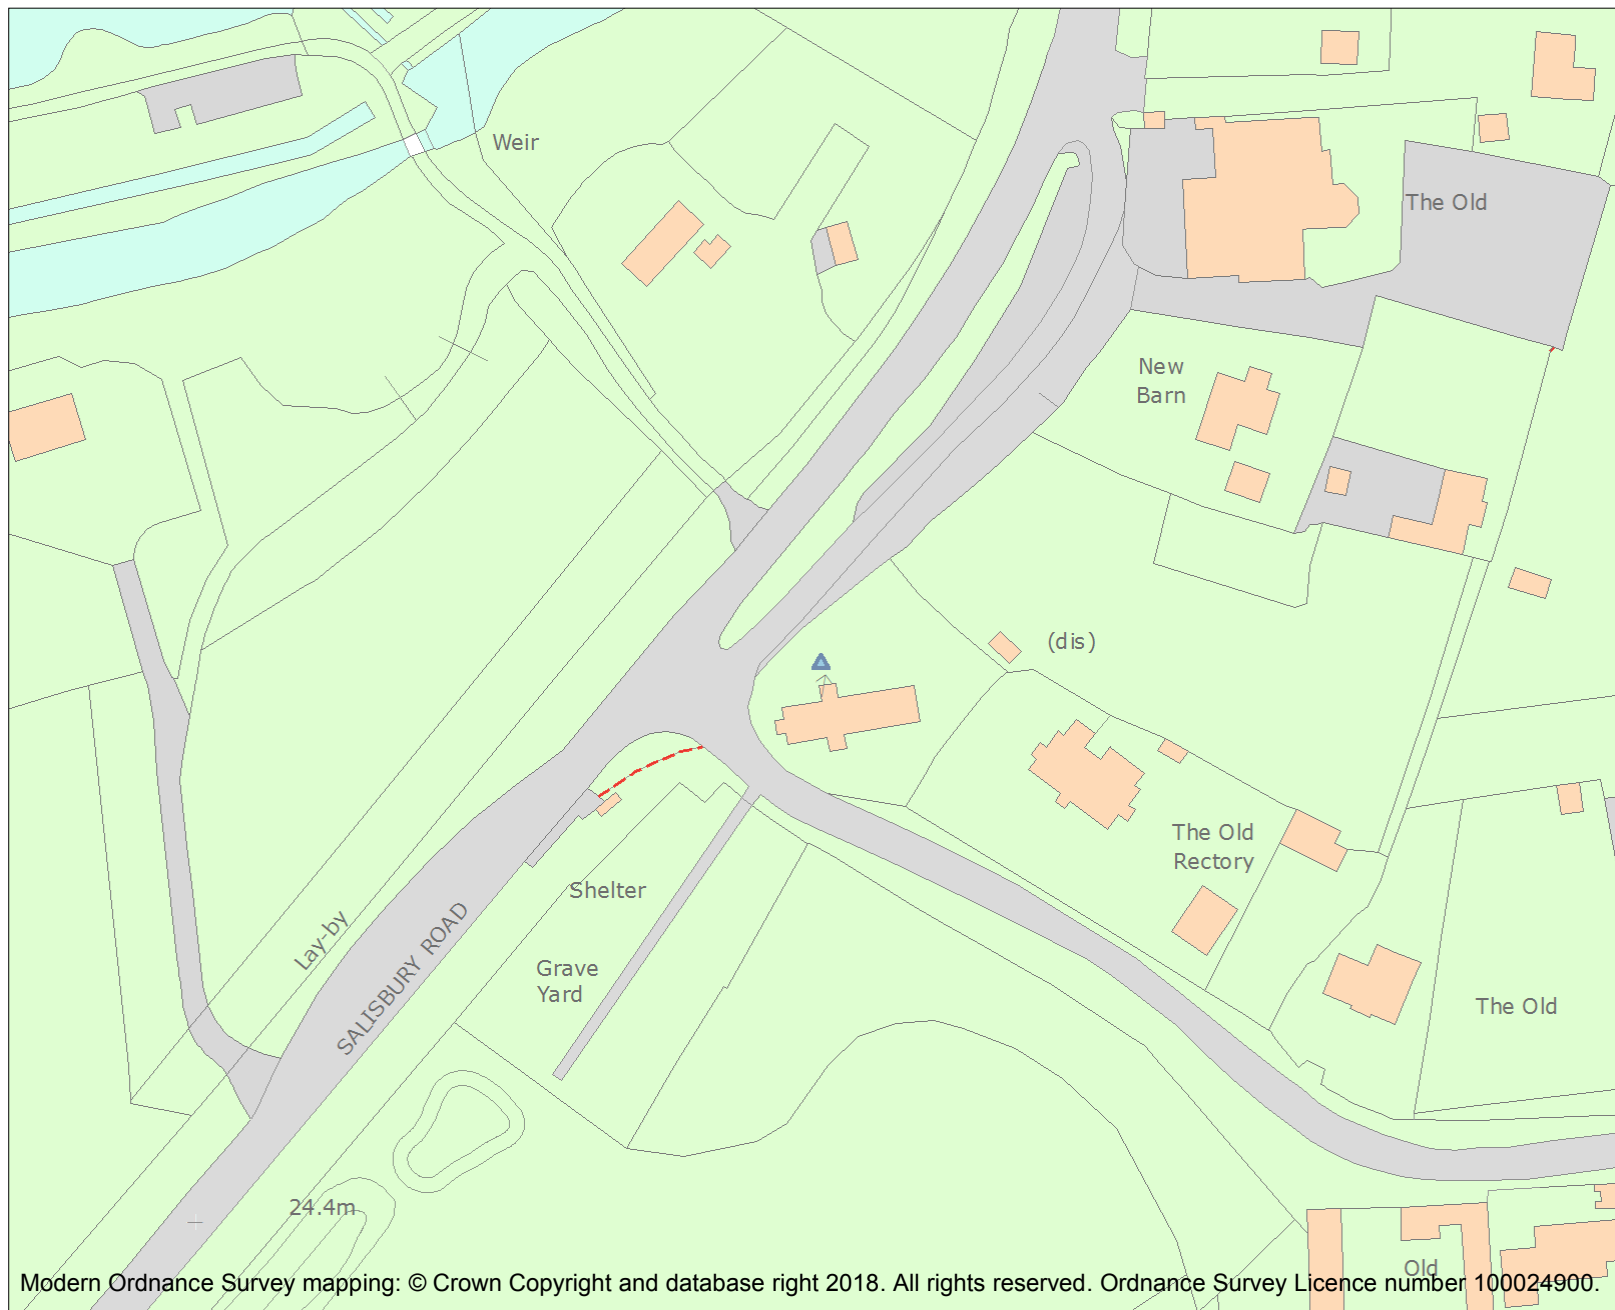 Weir
The Old
New
Barn
(dis)
The Old
Rectory
Shelter
Lay-by
SALISBURY ROAD
Grave
Yard
The Old
24.4m
Old
Modern Ordnance Survey mapping: © Crown Copyright and database right 2018. All rights reserved. Ordnance Survey Licence number 100024900.